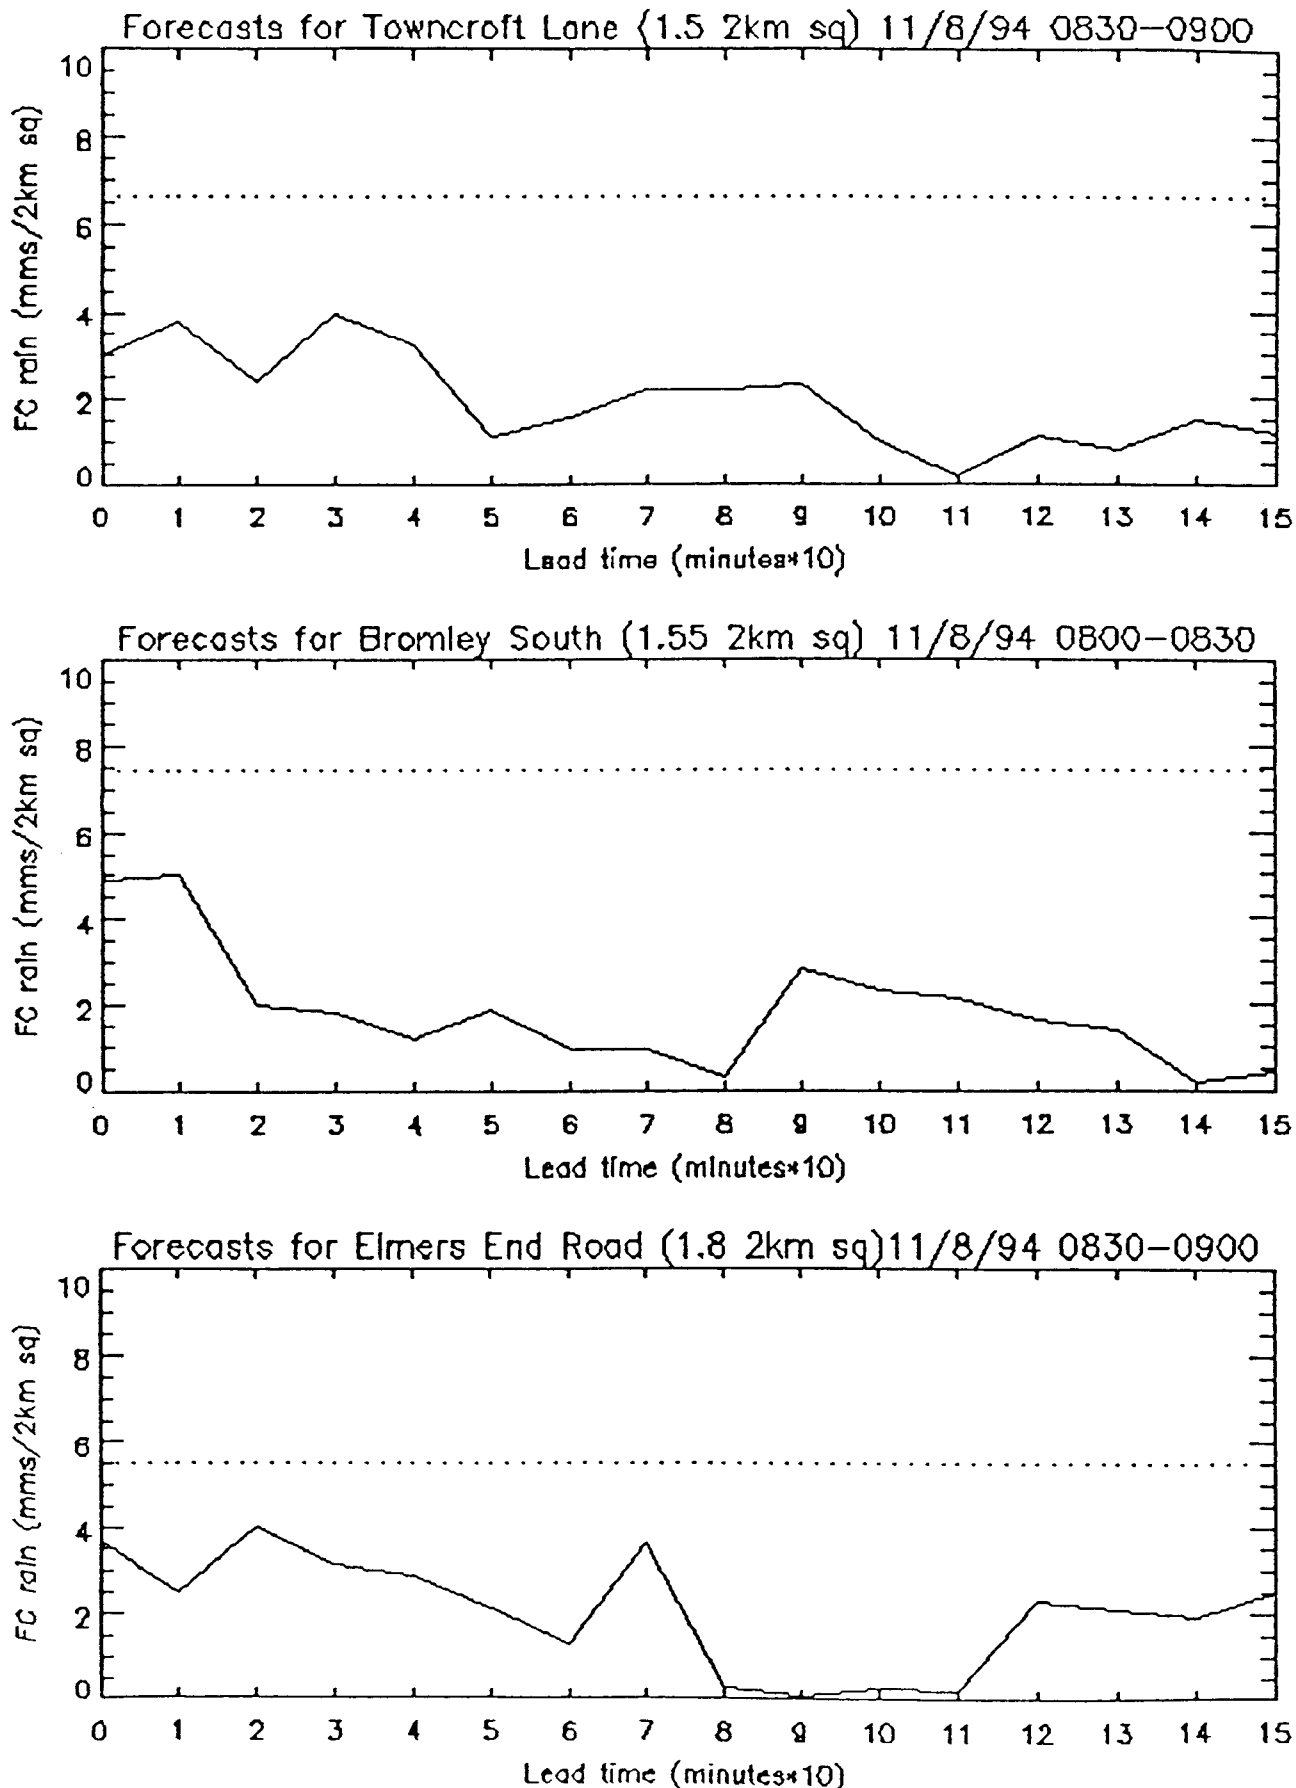 Forecasts for Towncroft Lane (1.5 2km sq) 11/8/94 0830-0900
10
8
6
4
2
0
FC rain (mms/2km sq)
0 1 2 3 4 5 6 7 8 9 10 11 12 13 14 15
Lead time (minutes*10)
Forecasts for Bromley South (1.55 2km sq) 11/8/94 0800-0830
10
8
6
4
2
0
FC rain (mms/2km sq)
0 1 2 3 4 5 6 7 8 9 10 11 12 13 14 15
Lead time (minutes*10)
Forecasts for Elmers End Road (1.8 2km sq)11/8/94 0830-0900
10
8
6
4
2
0
FC rain (mms/2km sq)
0 1 2 3 4 5 6 7 8 9 10 11 12 13 14 15
Lead time (minutes*10)